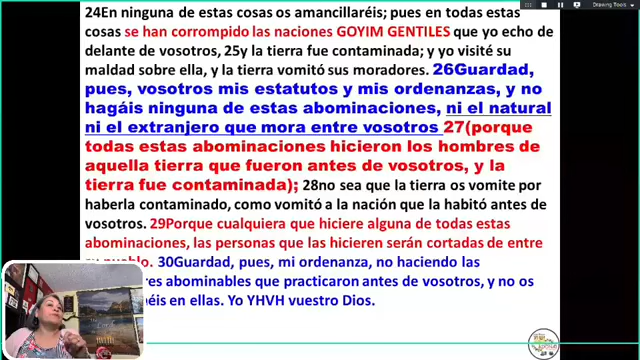 Drawing Tools
24En ninguna de estas cosas os amancillaréis; pues en todas estas
cosas se han corrompido las naciones GOYIM GENTILES que yo echo de
delante de vosotros, 25y la tierra fue contaminada; y yo visité su
maldad sobre ella, y la tierra vomitó sus moradores. 26Guardad,
pues, vosotros mis estatutos y mis ordenanzas, y no
hagáis ninguna de estas abominaciones, ni el natural
ni el extranjero que mora entre vosotros 27(porque
todas estas abominaciones hicieron los hombres de
aquella tierra que fueron antes de vosotros, y la
tierra fue contaminada); 28no sea que la tierra os vomite por
haberla contaminado, como vomitó a la nación que la habitó antes de
vosotros. 29Porque cualquiera que hiciere alguna de todas estas
abominaciones, las personas que las hicieren serán cortadas de entre
su pueblo. 30Guardad, pues, mi ordenanza, no haciendo las
res abominables que practicaron antes de vosotros, y no os
éis en ellas. Yo YHVH vuestro Dios.